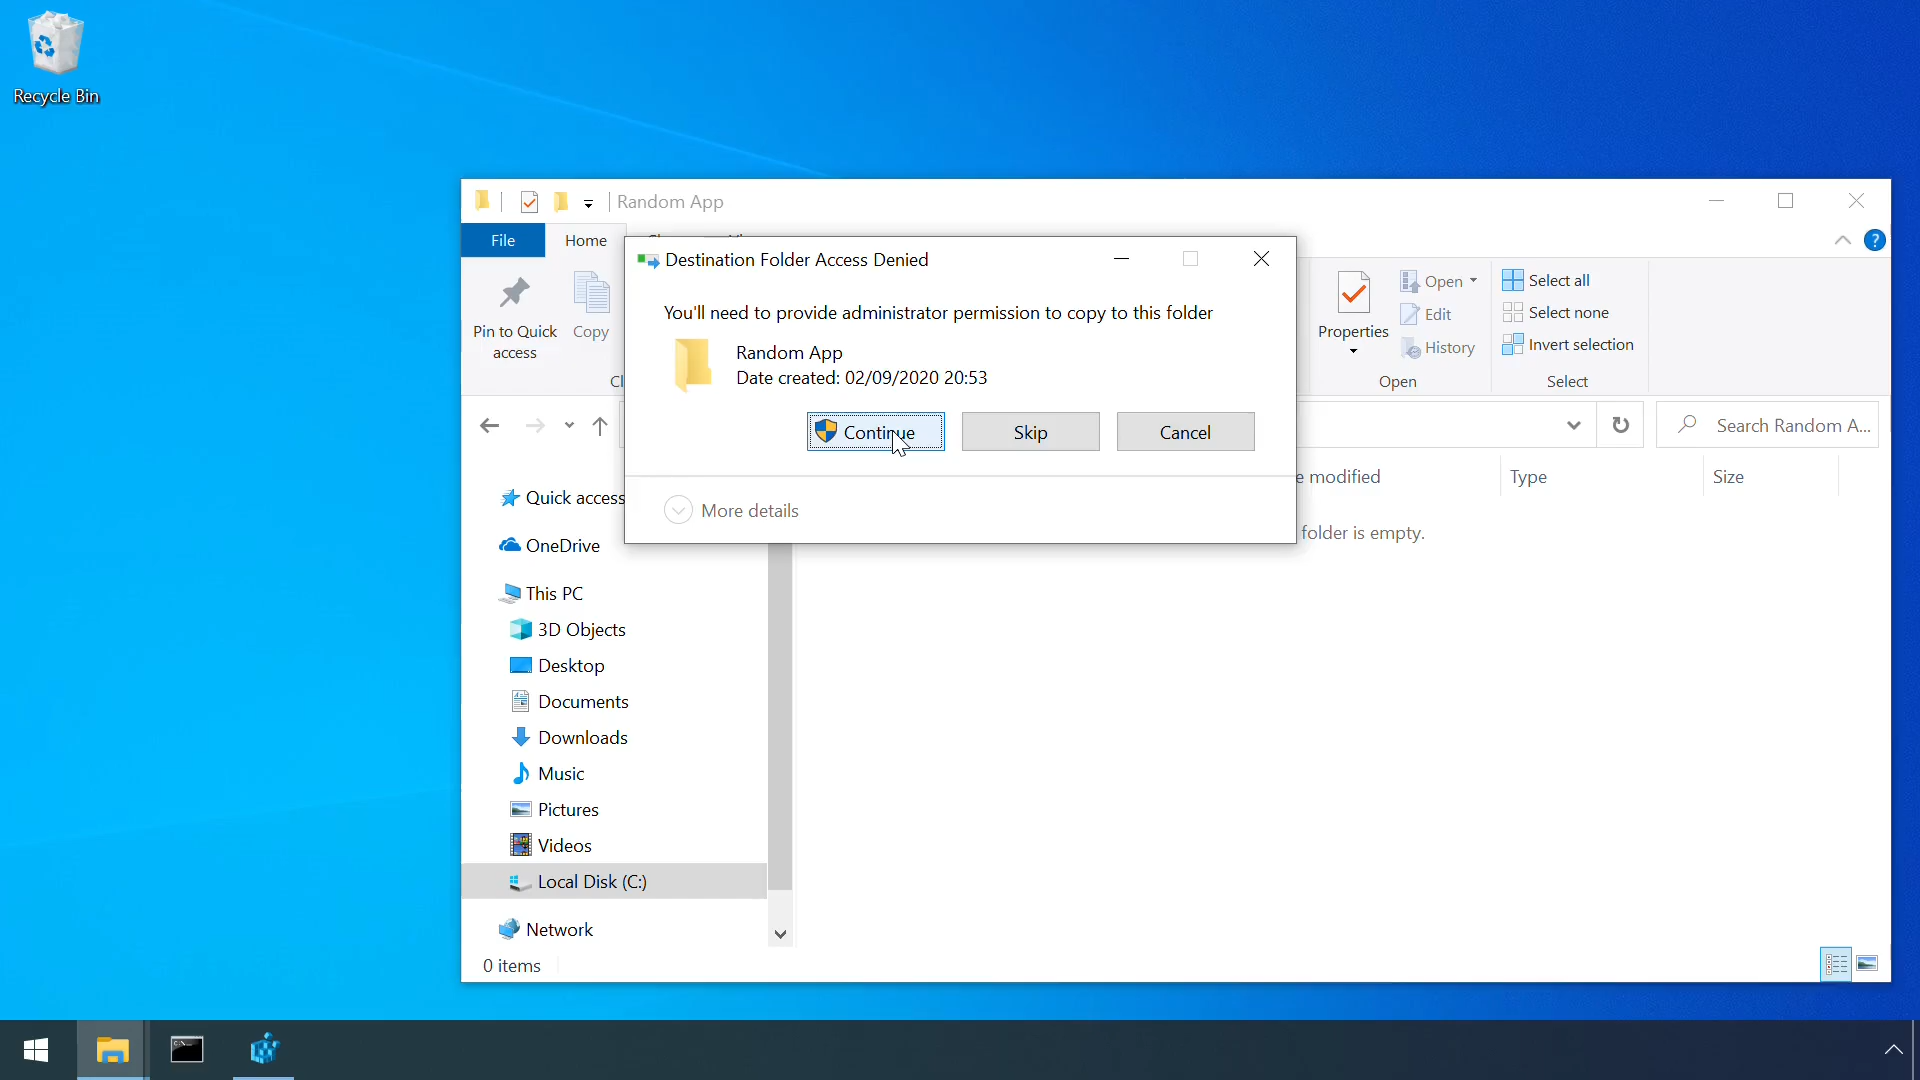 Recycle Bin
Random App
File
Home
Pin to Quick
access
Copy
Destination Folder Access Denied
You'll need to provide administrator permission to copy to this folder
Random App
Date created: 02/09/2020 20:53
Continue
Skip
Cancel
More details
Properties
Open
Edit
History
Open
Select all
Select none
Invert selection
Select
Search Random A...
modified
Type
Size
folder is empty.
Quick access
OneDrive
This PC
3D Objects
Desktop
Documents
Downloads
Music
Pictures
Videos
Local Disk (C:)
Network
0 items